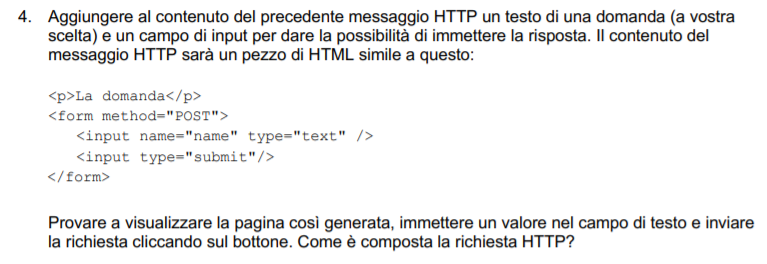 4. Aggiungere al contenuto del precedente messaggio HTTP un testo di una domanda (a vostra
scelta) e un campo di input per dare la possibilità di immettere la risposta. Il contenuto del
messaggio HTTP sarà un pezzo di HTML simile a questo:
<p>La domanda</p>
<form method="POST">
<input name="name" type="text" />
<input type="submit"/>
</form>
Provare a visualizzare la pagina così generata, immettere un valore nel campo di testo e inviare
la richiesta cliccando sul bottone. Come è composta la richiesta HTTP?